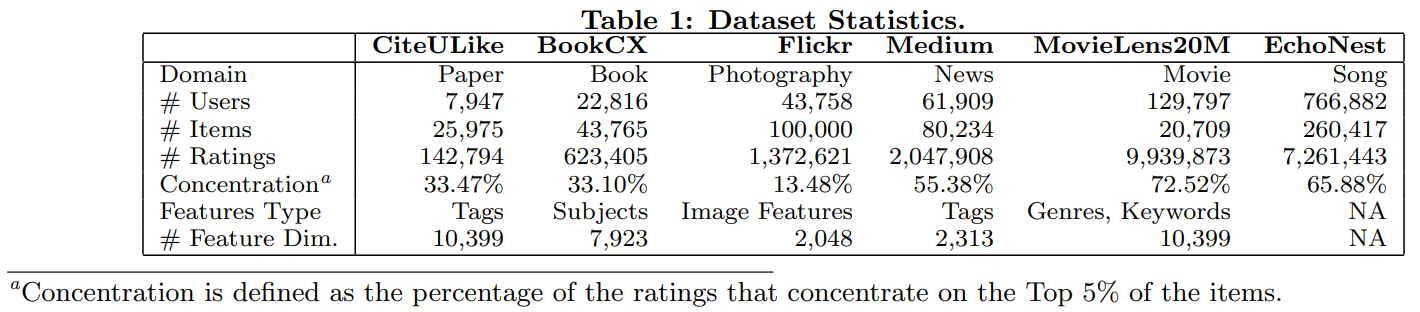 Table 1: Dataset Statistics.
CiteULike BookCX Flickr Medium MovieLens20M EchoNest
Domain Paper Book Photography News Movie Song
# Users 7,947 22,816 43,758 61,909 129,797 766,882
# Items 25,975 43,765 100,000 80,234 20,709 260,417
# Ratings 142,794 623,405 1,372,621 2,047,908 9,939,873 7,261,443
Concentrationᵃ 33.47% 33.10% 13.48% 55.38% 72.52% 65.88%
Features Type Tags Subjects Image Features Tags Genres, Keywords NA
# Feature Dim. 10,399 7,923 2,048 2,313 10,399 NA
ᵃConcentration is defined as the percentage of the ratings that concentrate on the Top 5% of the items.